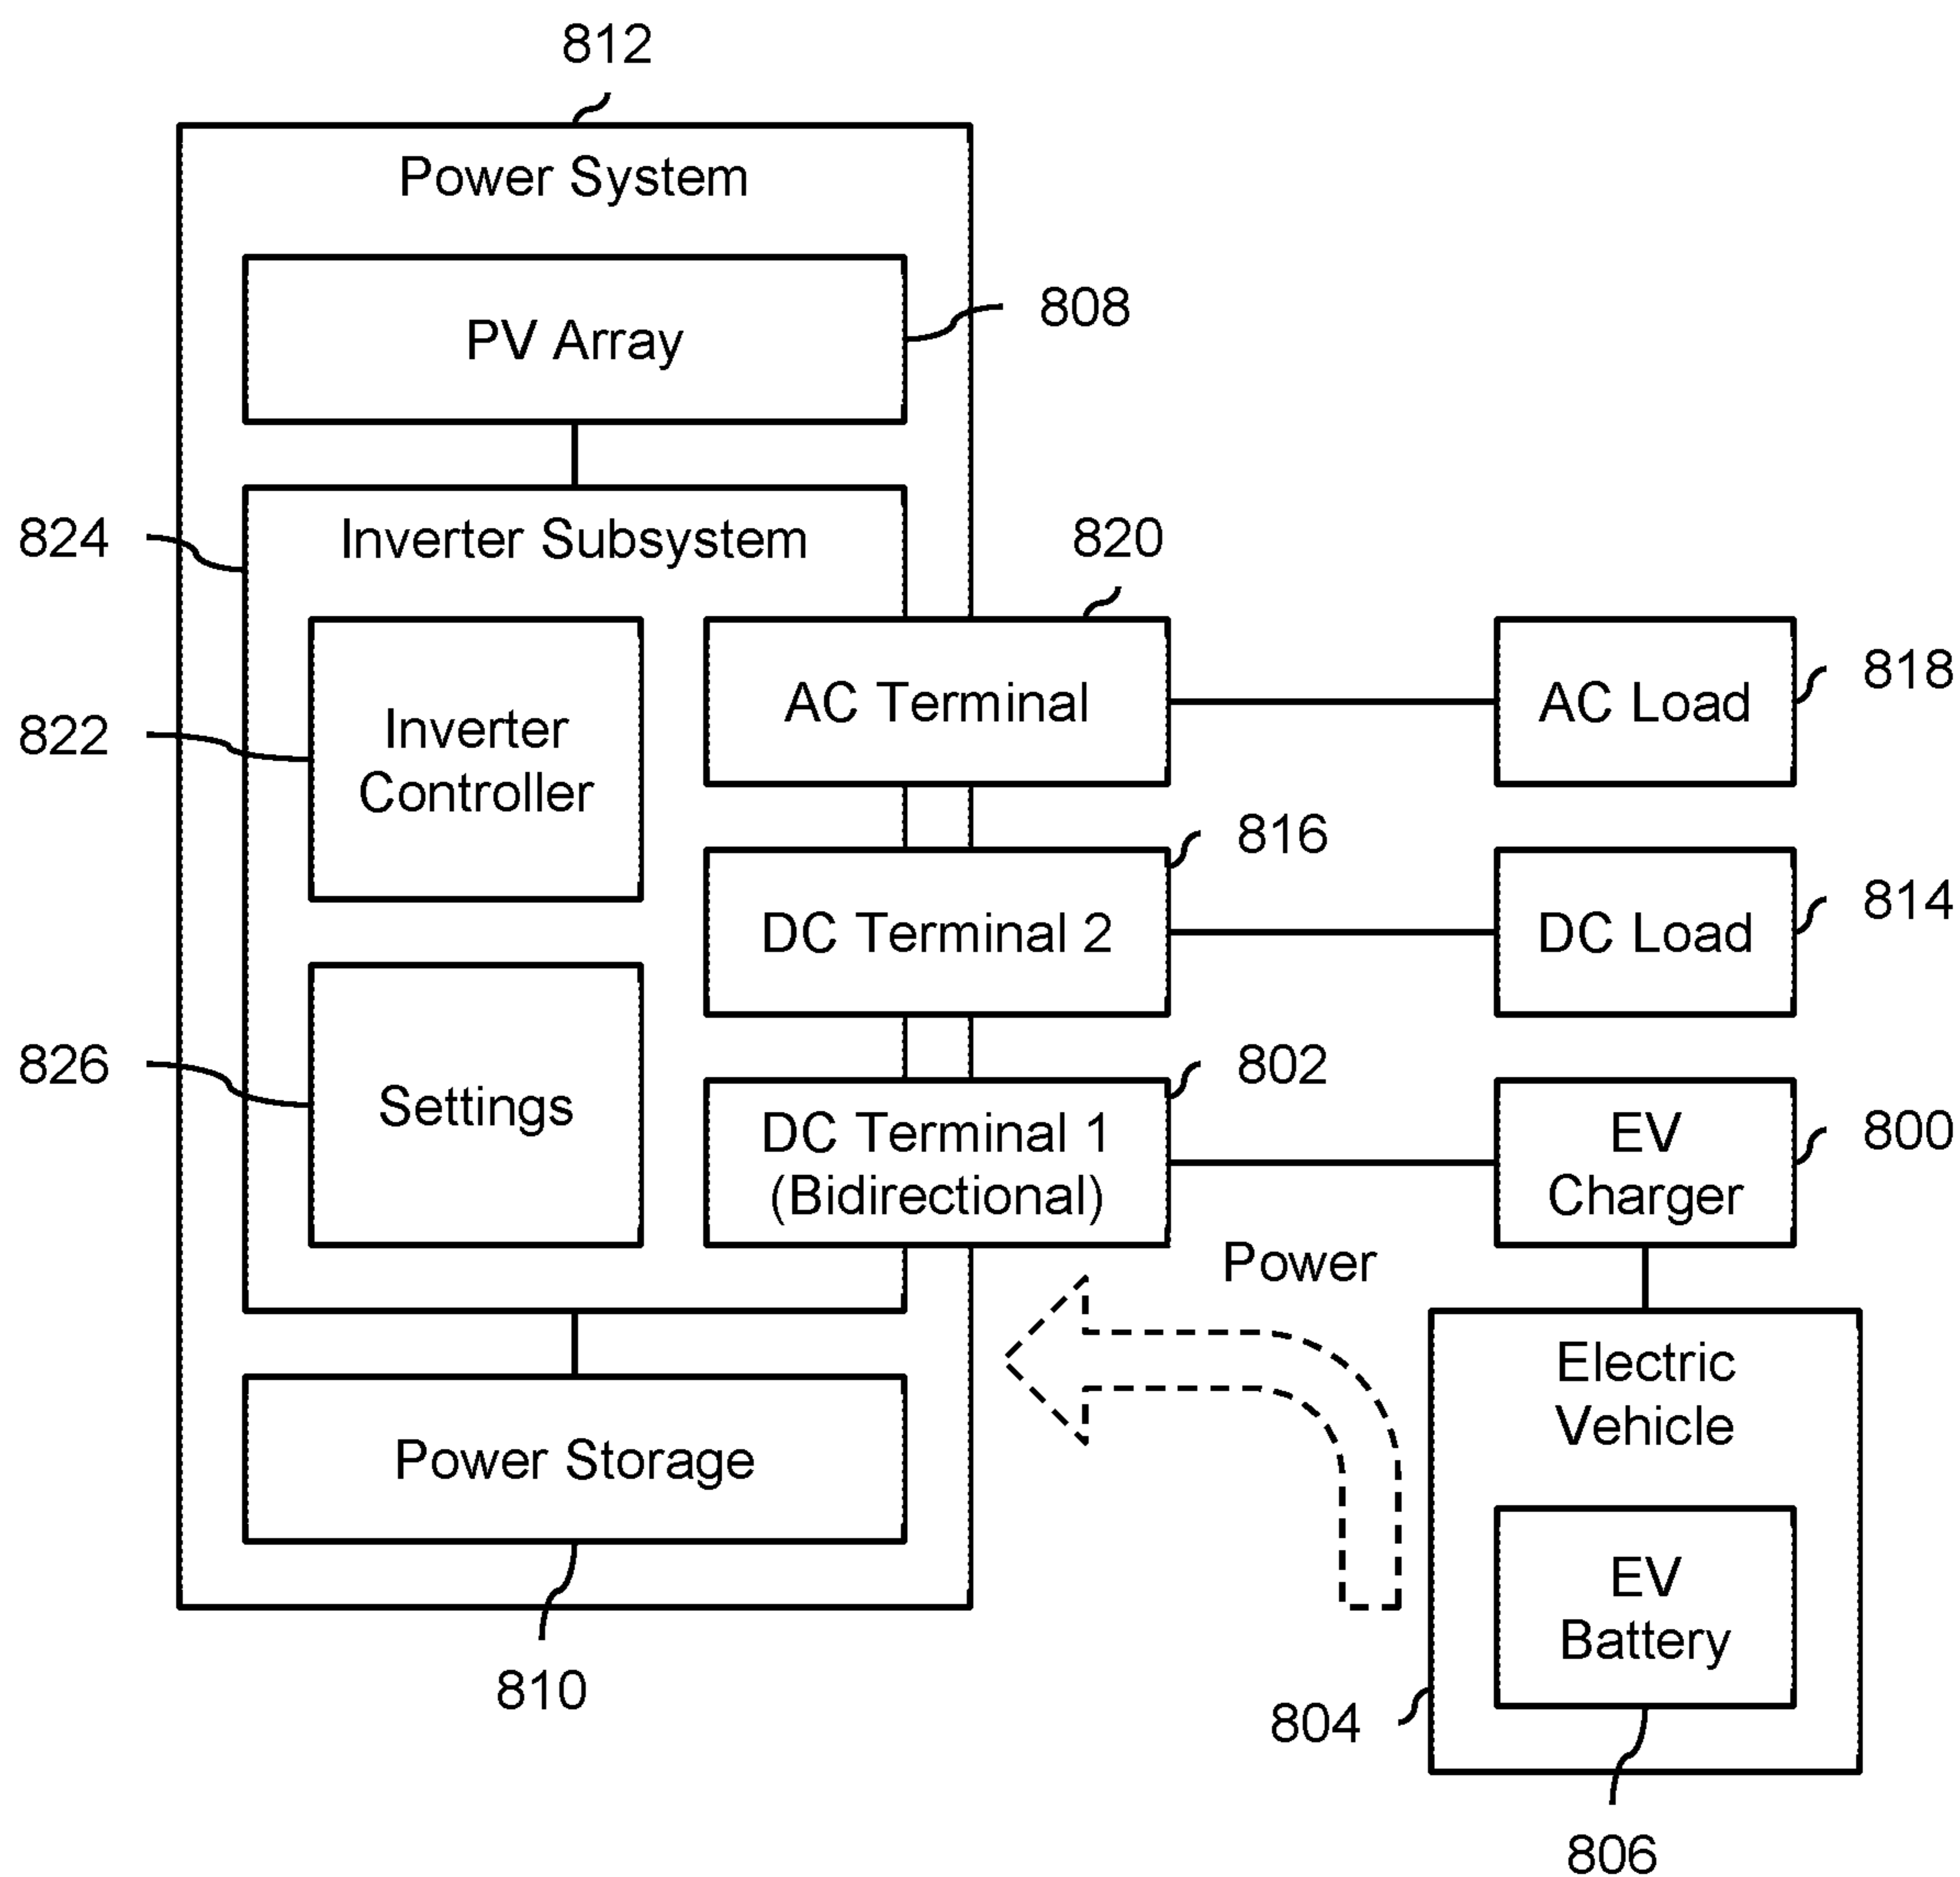 812
Power System
PV Array
808
824
Inverter Subsystem
820
822
Inverter
Controller
AC Terminal
AC Load
818
816
DC Terminal 2
DC Load
814
826
Settings
802
DC Terminal 1
(Bidirectional)
EV
Charger
800
Power
Electric
Vehicle
Power Storage
EV
Battery
810
804
806